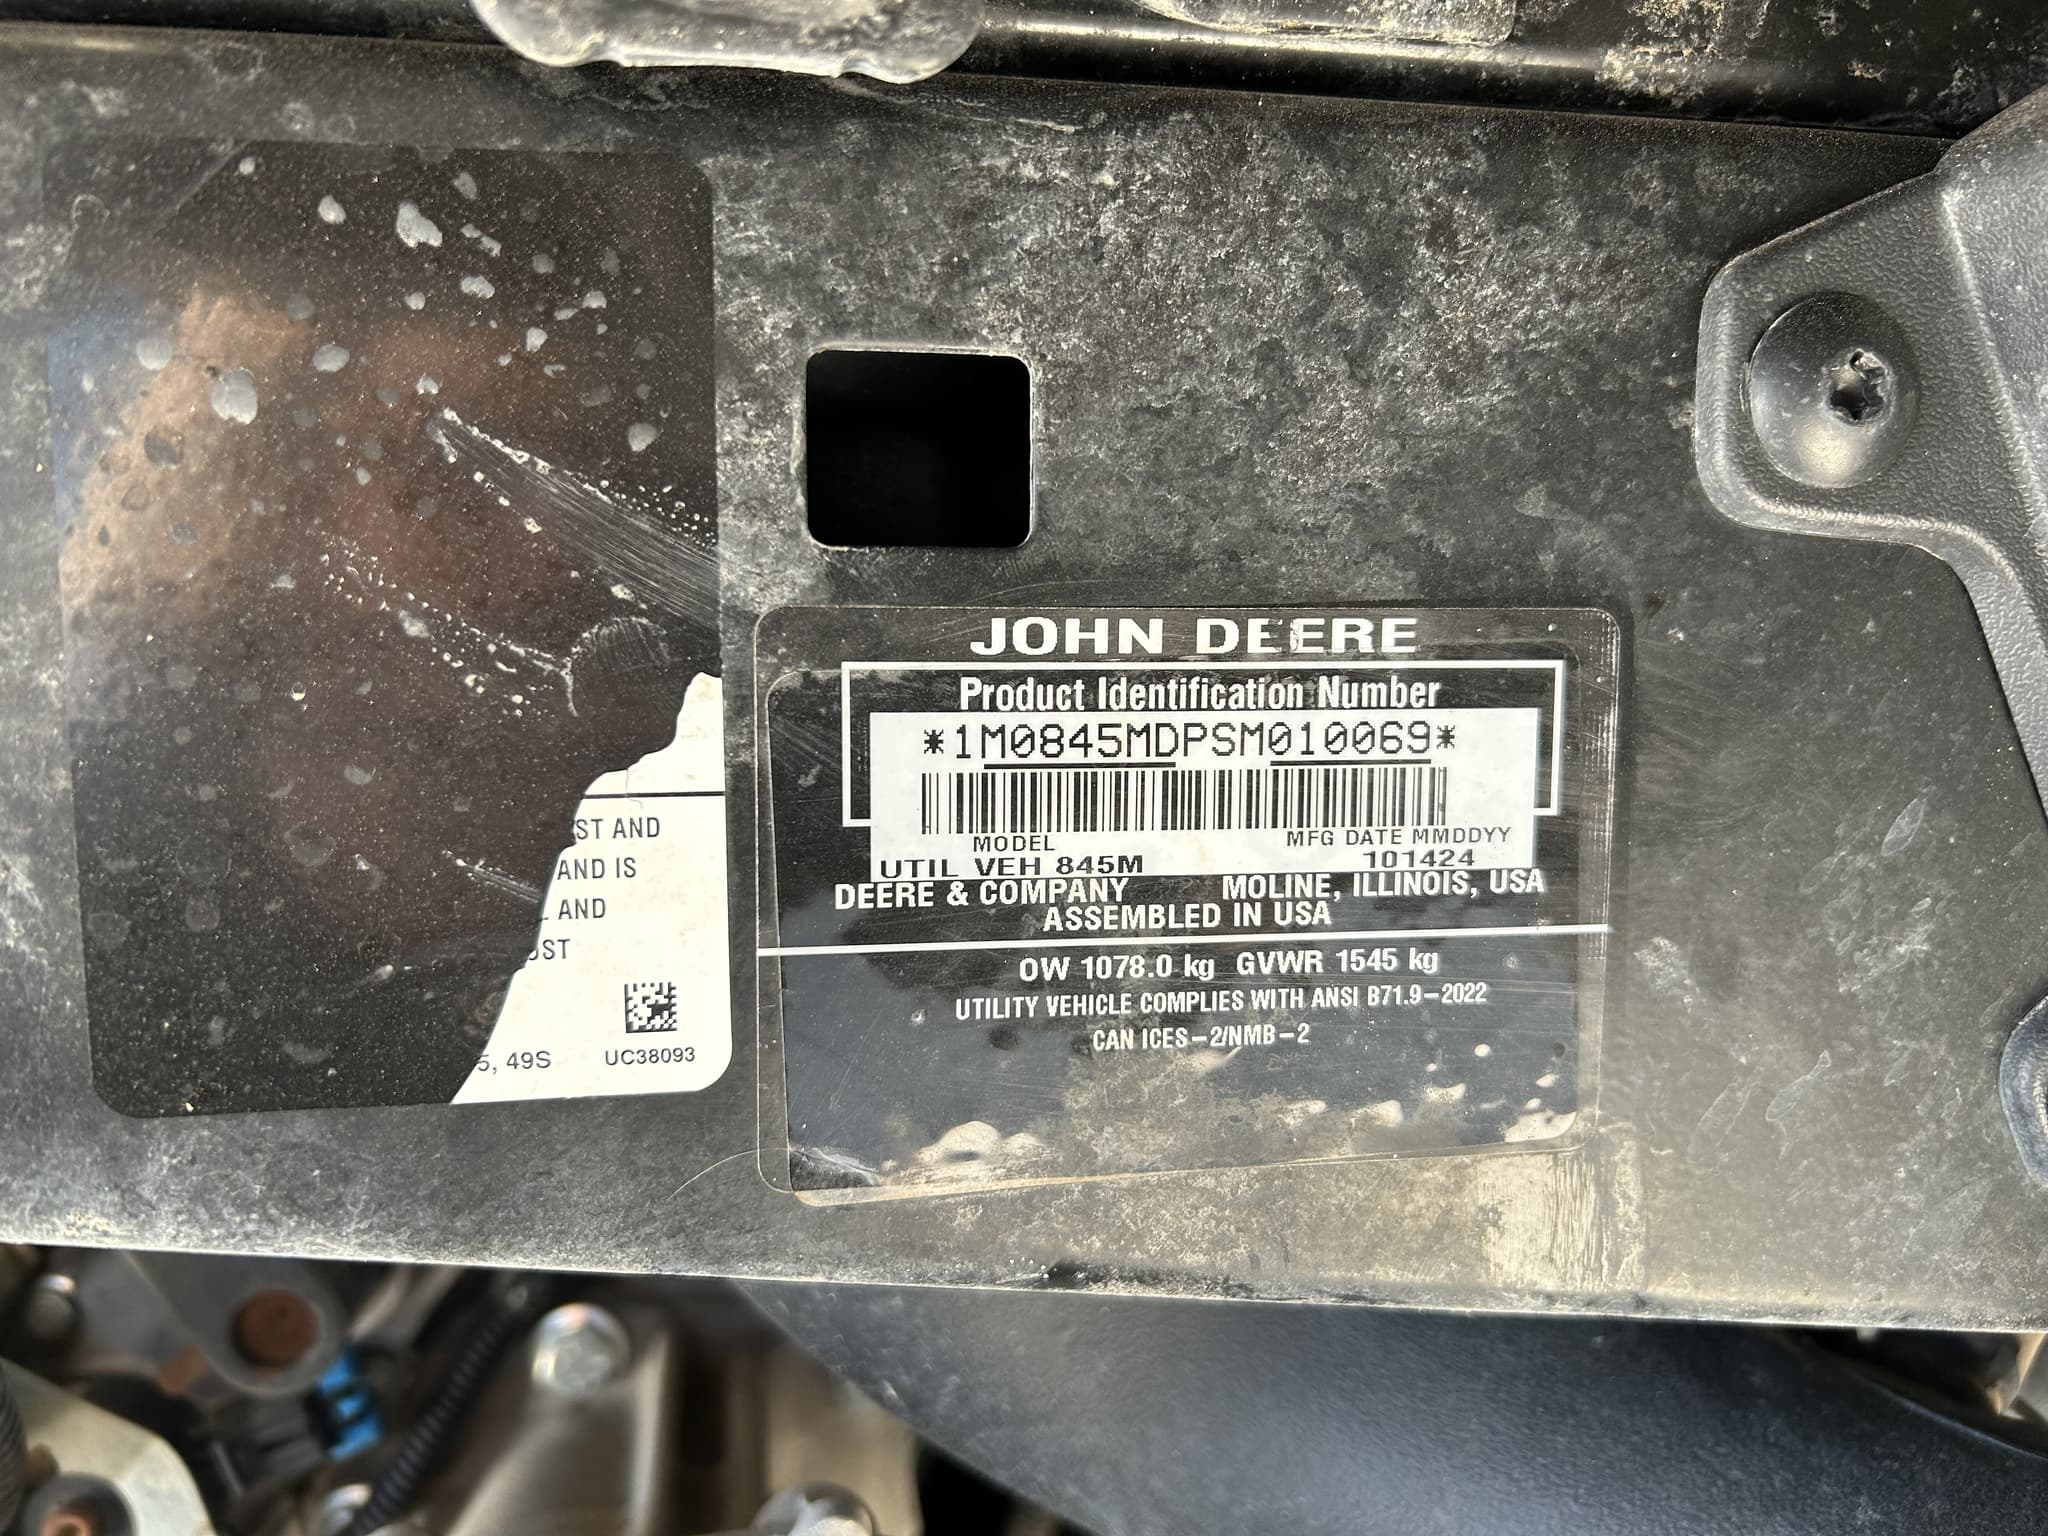 ST AND
AND IS
AND
UST
5, 49S
UC38093
JOHN DEERE
Product Identification Number
*1M0845MDPSM010069*
MODEL
MFG DATE MMDDYY
UTIL VEH 845M
101424
DEERE & COMPANY
MOLINE, ILLINOIS, USA
ASSEMBLED IN USA
OW 1078.0 kg GVWR 1545 kg
UTILITY VEHICLE COMPLIES WITH ANSI B71.9-2022
CAN ICES-2/NMB-2